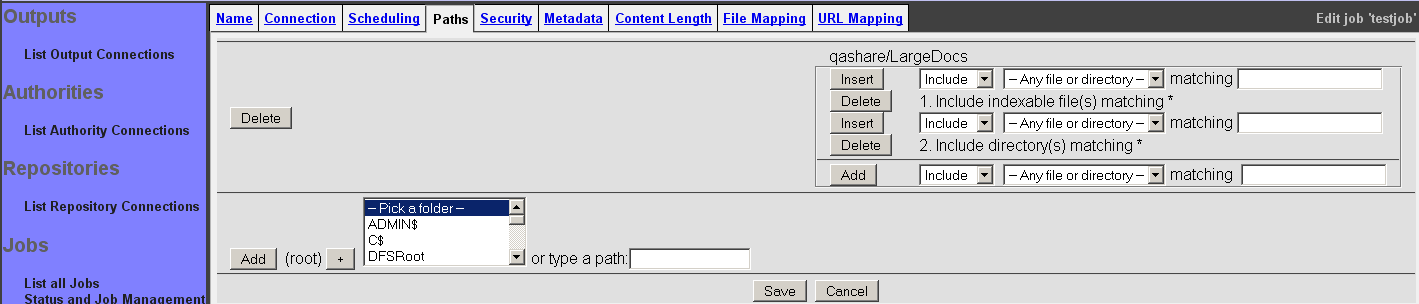 Outputs
List Output Connections
Authorities
List Authority Connections
Repositories
List Repository Connections
Jobs
List all Jobs
Status and Job Management
Name Connection Scheduling Paths Security Metadata Content Length File Mapping URL Mapping Edit job 'testjob'
qashare/LargeDocs
Insert Include -- Any file or directory -- matching
Delete 1. Include indexable file(s) matching *
Insert Include -- Any file or directory -- matching
Delete Delete 2. Include directory(s) matching *
Add Include -- Any file or directory -- matching
-- Pick a folder --
ADMIN$
C$
DFSRoot
Add (root) + or type a path:
Save Cancel